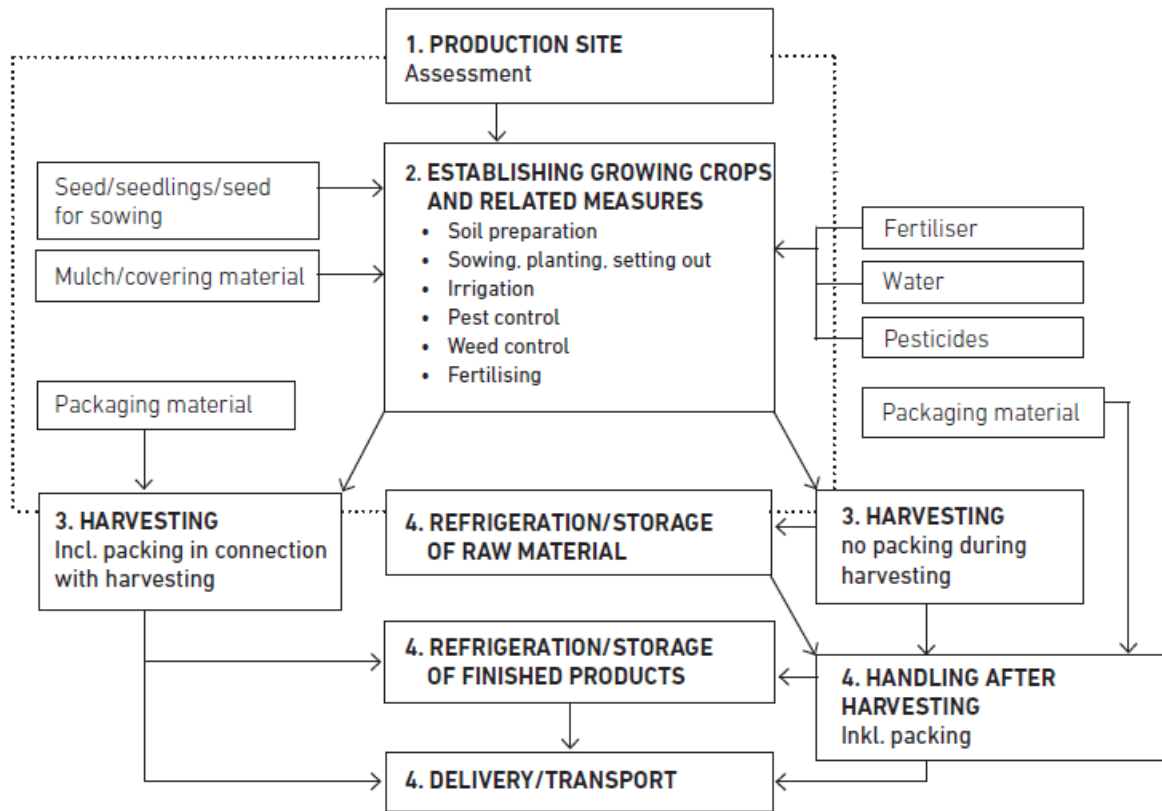 1. PRODUCTION SITE
Assessment
2. ESTABLISHING GROWING CROPS
AND RELATED MEASURES
• Soil preparation
• Sowing, planting, setting out
• Irrigation
• Pest control
• Weed control
• Fertilising
Seed/seedlings/seed
for sowing
Mulch/covering material
Fertiliser
Water
Pesticides
Packaging material
Packaging material
3. HARVESTING
Incl. packing in connection
with harvesting
4. REFRIGERATION/STORAGE
OF RAW MATERIAL
3. HARVESTING
no packing during
harvesting
4. REFRIGERATION/STORAGE
OF FINISHED PRODUCTS
4. HANDLING AFTER
HARVESTING
Inkl. packing
4. DELIVERY/TRANSPORT